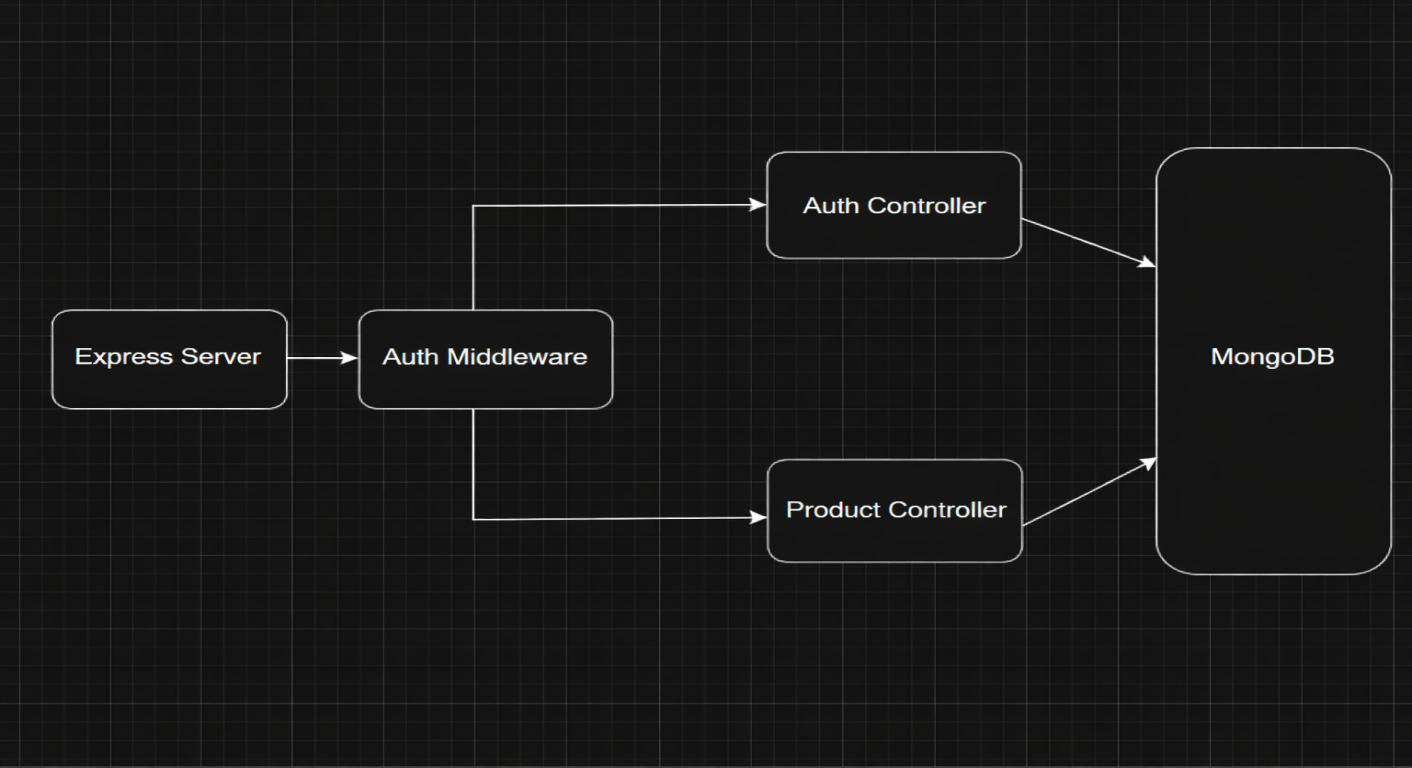 Express Server
Auth Middleware
Auth Controller
Product Controller
MongoDB